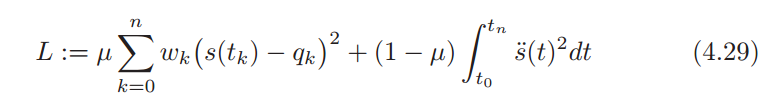 L := μ ∑_{k=0}^{n} w_k (s(t_k) − q_k)^2 + (1 − μ) ∫_{t_0}^{t_n} s̈(t)^2 dt (4.29)